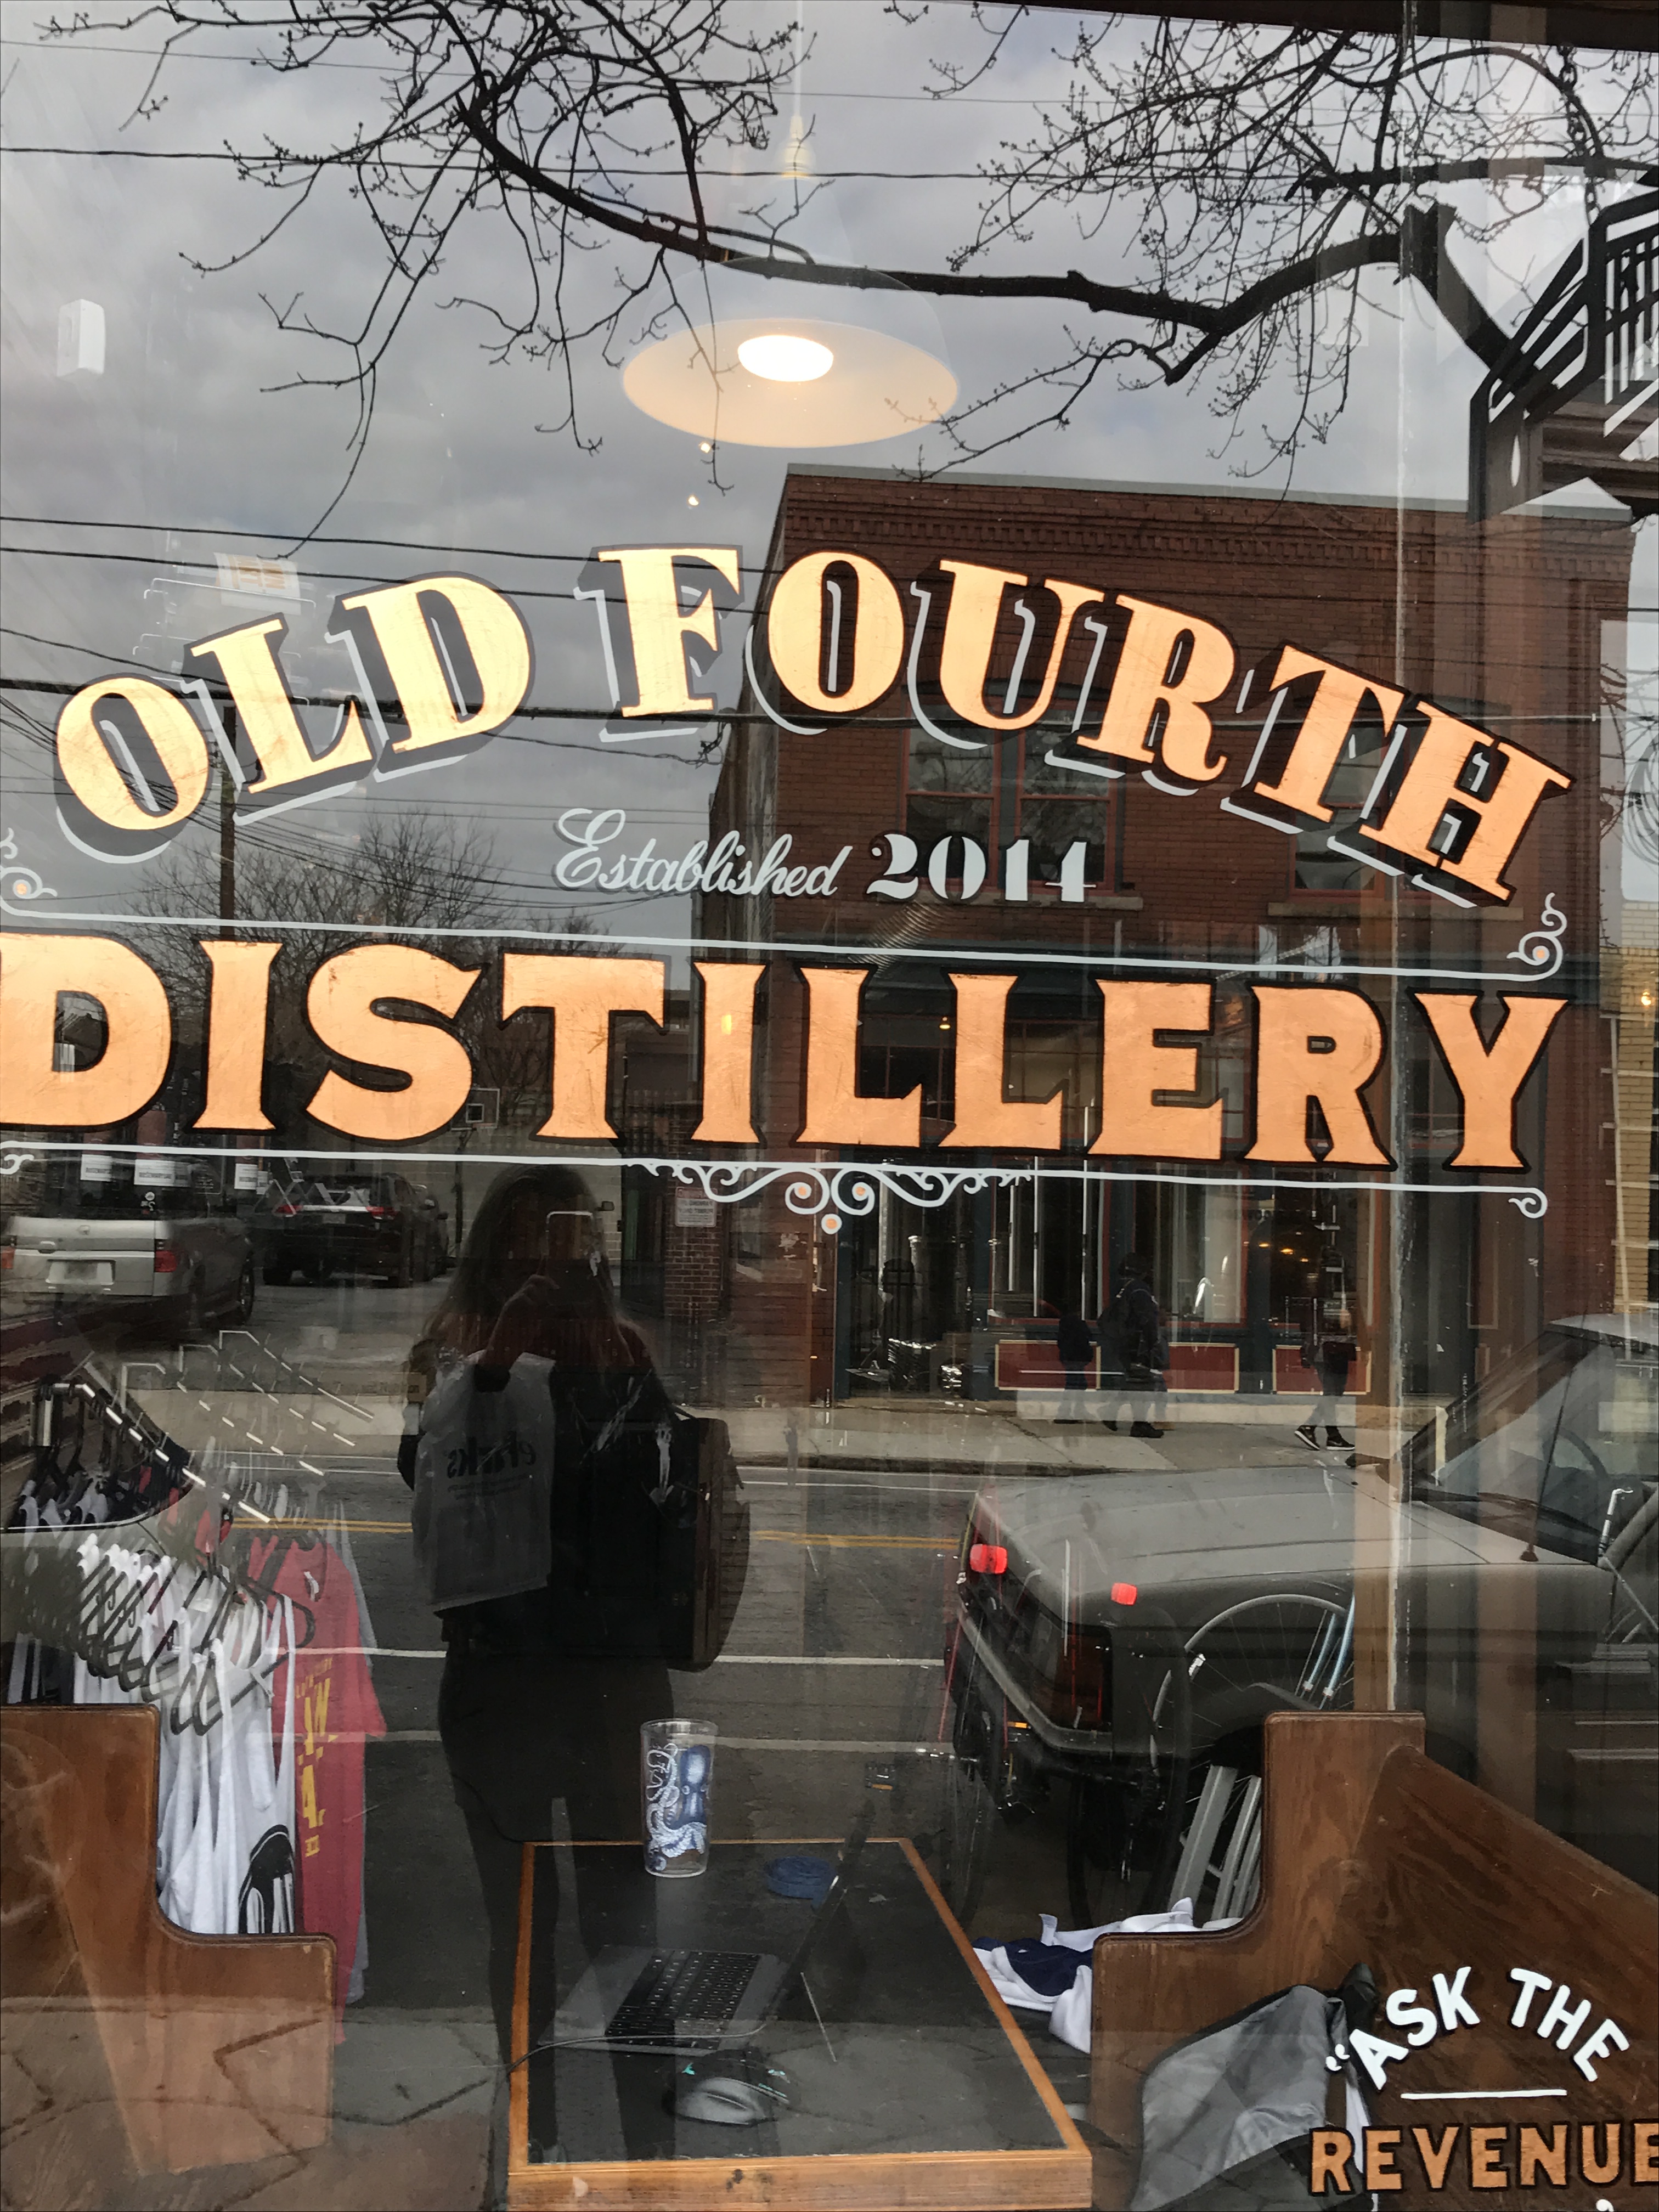 OLD FOURTH
Established 2014
DISTILLERY
"ASK THE
REVENUE